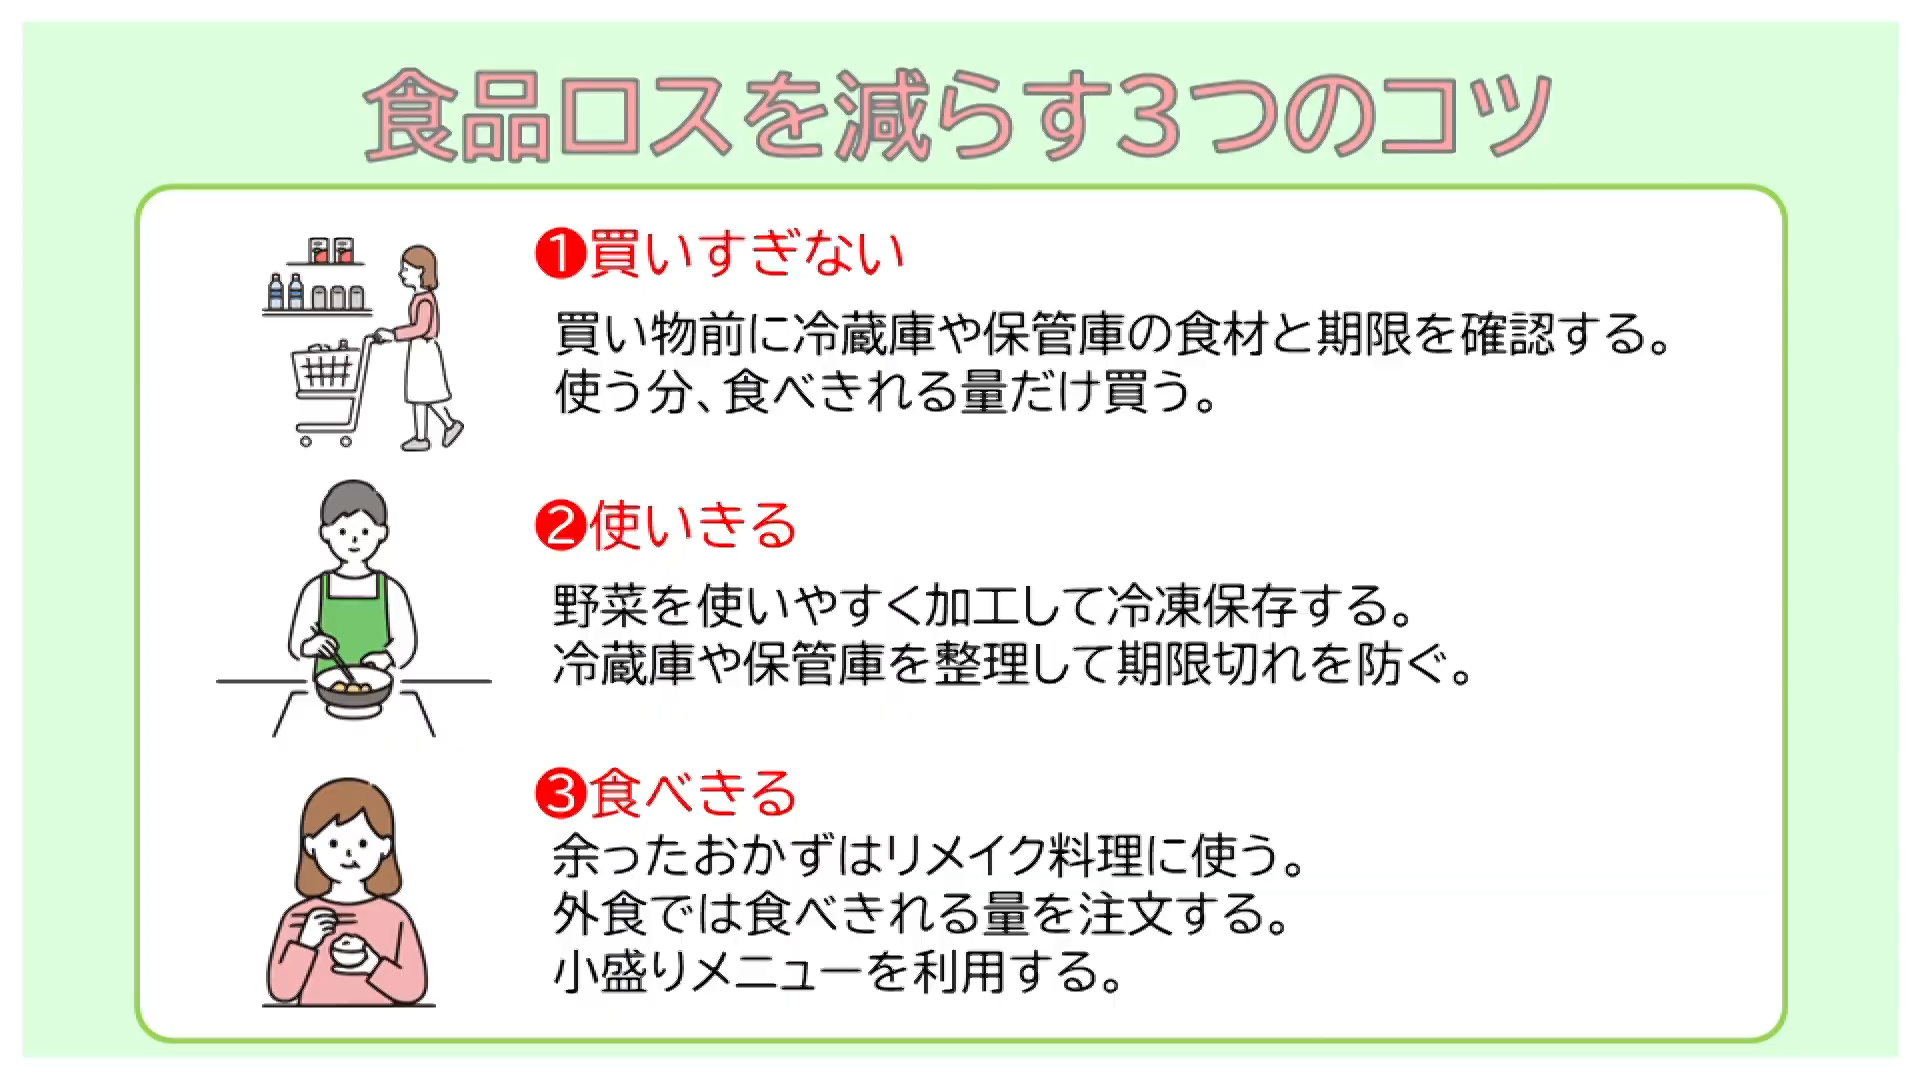 食品ロスを減らす3つのコツ
❶買いすぎない
買い物前に冷蔵庫や保管庫の食材と期限を確認する。
使う分、食べきれる量だけ買う。
❷使いきる
野菜を使いやすく加工して冷凍保存する。
冷蔵庫や保管庫を整理して期限切れを防ぐ。
❸食べきる
余ったおかずはリメイク料理に使う。
外食では食べきれる量を注文する。
小盛りメニューを利用する。